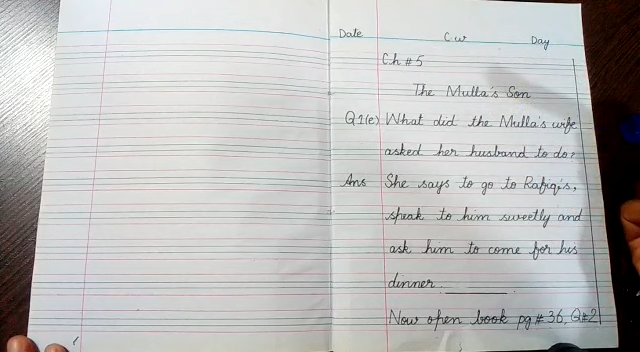 Date C.w Day
Ch # 5
The Mulla's Son
Q1(e) What did the Mulla's wife
asked her husband to do?
Ans She says to go to Rafiq's,
speak to him sweetly and
ask him to come for his
dinner.
Now open book pg # 36, Q#2